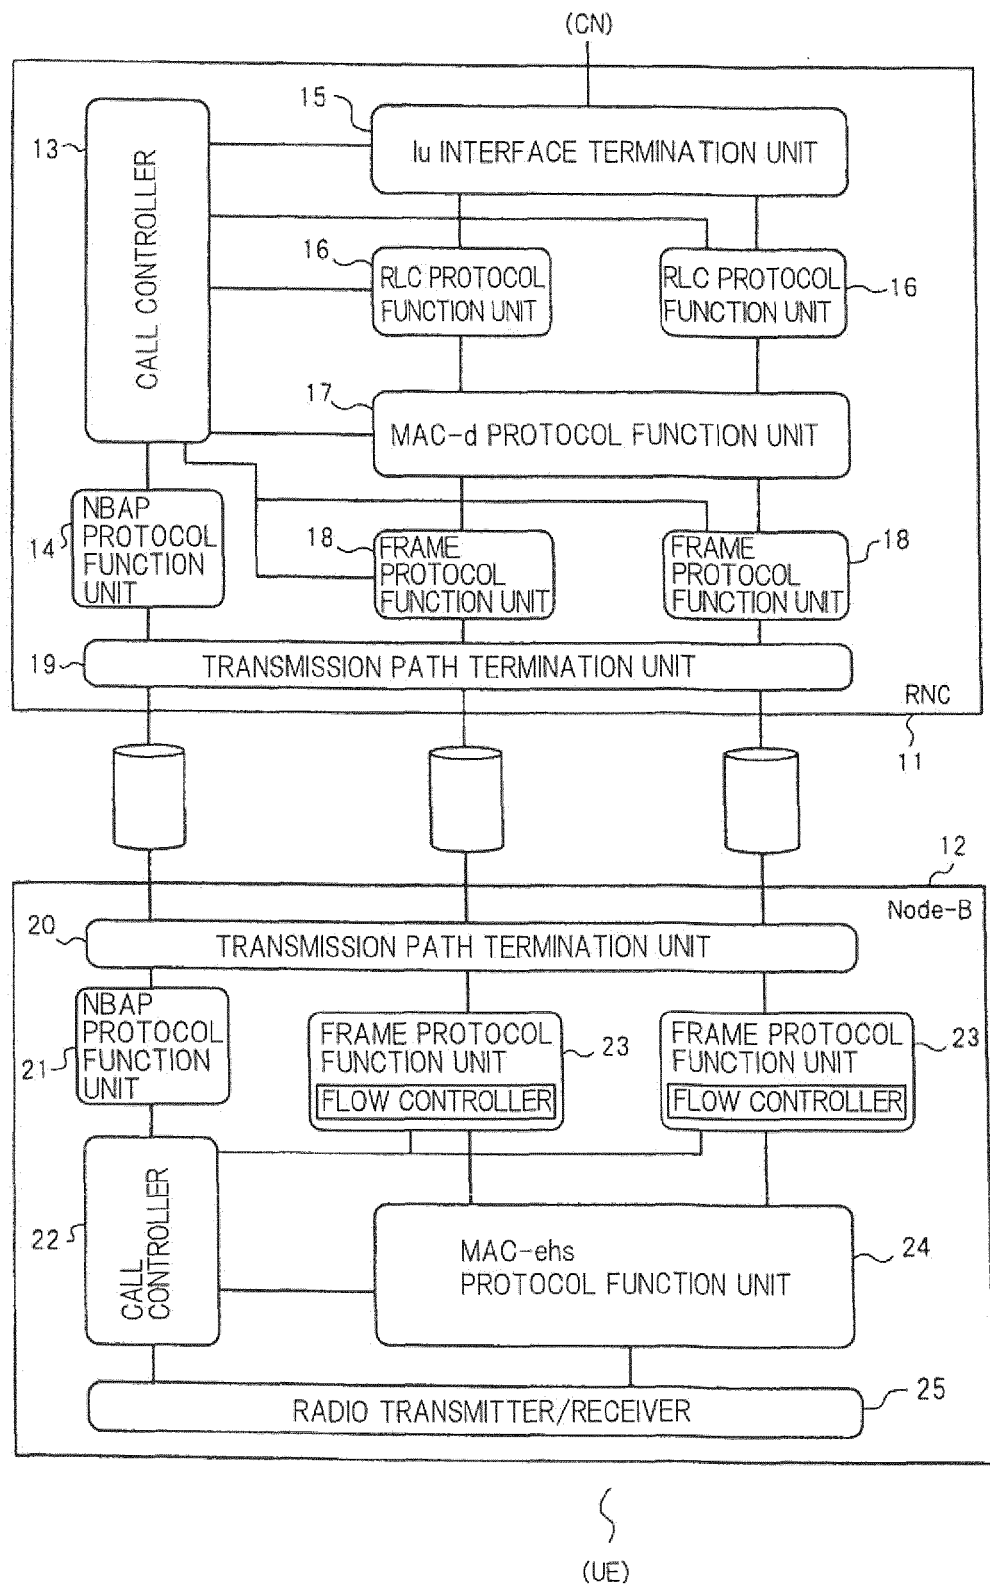 (CN)
15
13
CALL CONTROLLER
Iu INTERFACE TERMINATION UNIT
16
RLC PROTOCOL
FUNCTION UNIT
RLC PROTOCOL
FUNCTION UNIT
16
17
MAC-d PROTOCOL FUNCTION UNIT
14
NBAP
PROTOCOL
FUNCTION
UNIT
18
FRAME
PROTOCOL
FUNCTION UNIT
FRAME
PROTOCOL
FUNCTION UNIT
18
19
TRANSMISSION PATH TERMINATION UNIT
RNC
11
12
Node-B
20
TRANSMISSION PATH TERMINATION UNIT
21
NBAP
PROTOCOL
FUNCTION
UNIT
FRAME PROTOCOL
FUNCTION UNIT
FLOW CONTROLLER
23
FRAME PROTOCOL
FUNCTION UNIT
FLOW CONTROLLER
23
22
CALL
CONTROLLER
MAC-ehs
PROTOCOL FUNCTION UNIT
24
RADIO TRANSMITTER/RECEIVER
25
(UE)